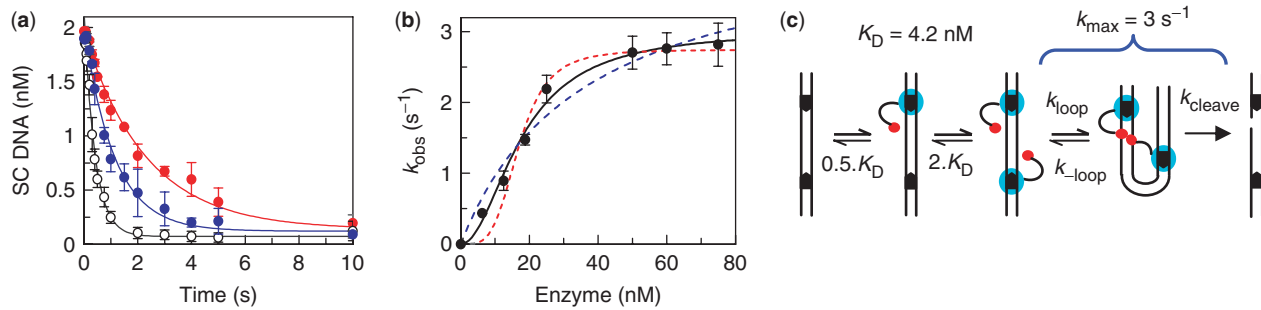 (a)
SC DNA (nM)
2
1.5
1
0.5
0
0 2 4 6 8 10
Time (s)
(b)
k_obs (s⁻¹)
3
2
1
0
0 20 40 60 80
Enzyme (nM)
(c)
K_D = 4.2 nM
k_max = 3 s⁻¹
k_loop
k_cleave
0.5.K_D
2.K_D
k_–loop